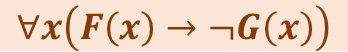 ∀x(F(x) → ¬G(x))